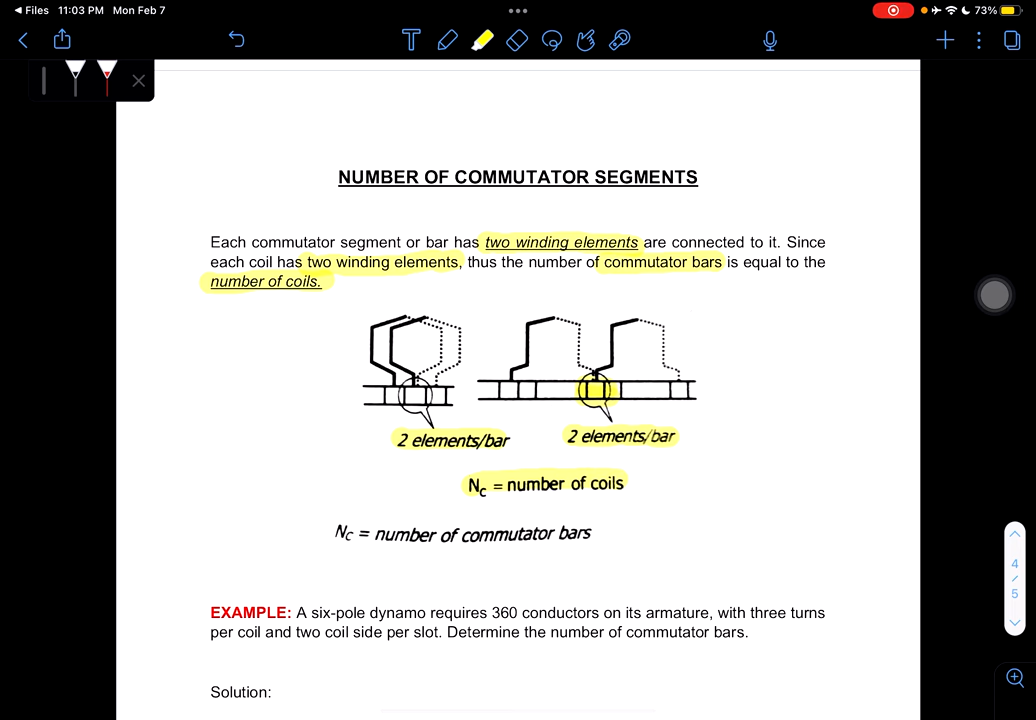 Files 11:03 PM Mon Feb 7
73%
NUMBER OF COMMUTATOR SEGMENTS
Each commutator segment or bar has two winding elements are connected to it. Since
each coil has two winding elements, thus the number of commutator bars is equal to the
number of coils.
2 elements/bar 2 elements/bar
Nc = number of coils
Nc = number of commutator bars
4
/
5
EXAMPLE: A six-pole dynamo requires 360 conductors on its armature, with three turns
per coil and two coil side per slot. Determine the number of commutator bars.
Solution: